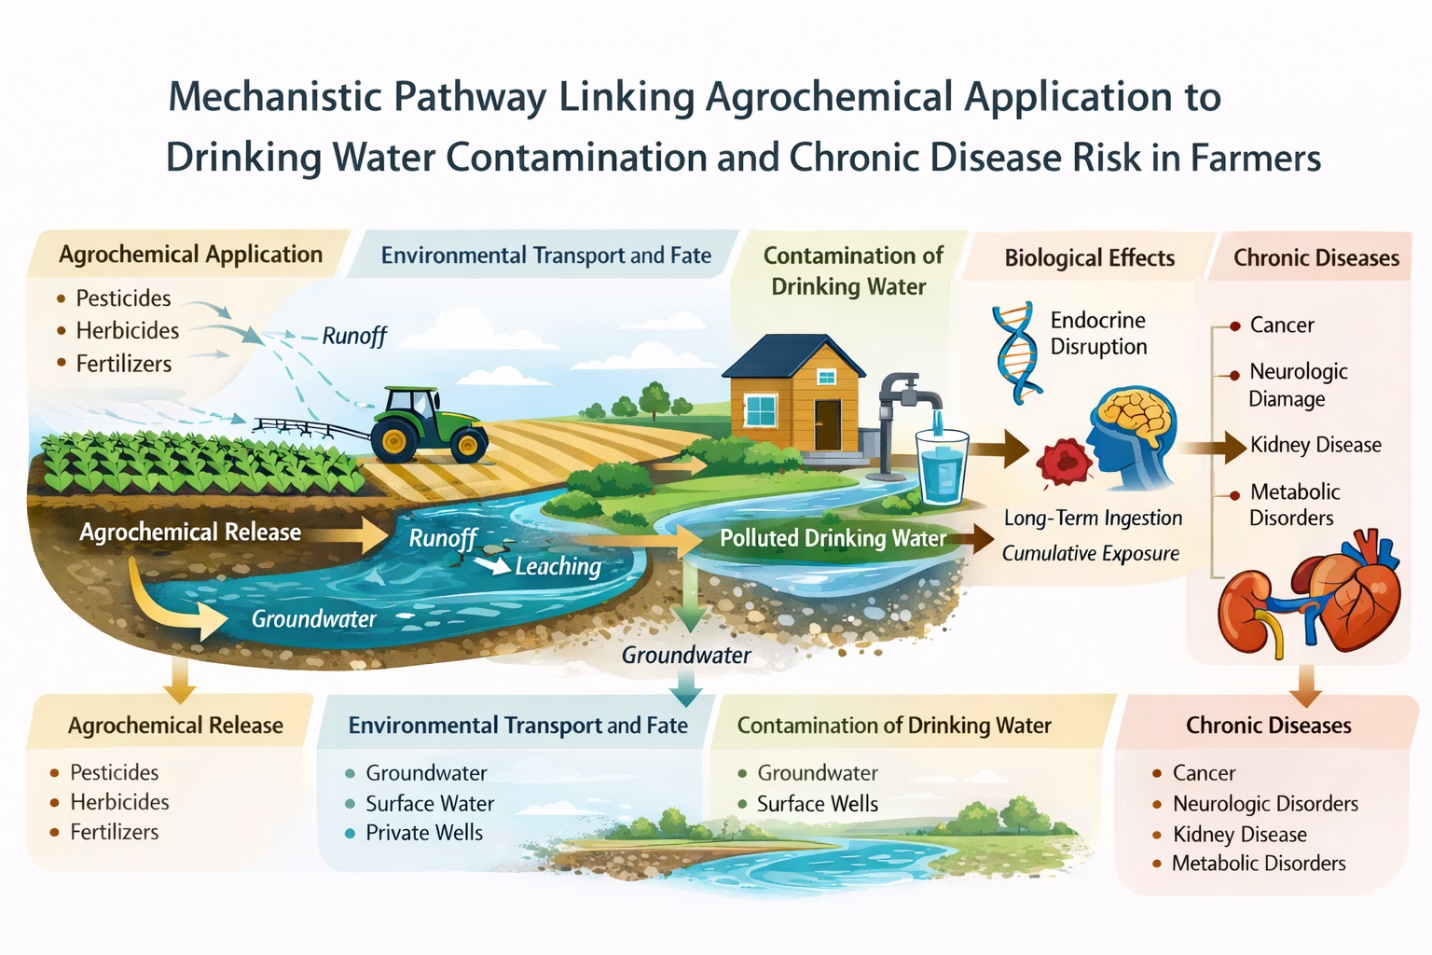 Mechanistic Pathway Linking Agrochemical Application to
Drinking Water Contamination and Chronic Disease Risk in Farmers
Agrochemical Application
Pesticides
Herbicides
Fertilizers
Runoff
Environmental Transport and Fate
Contamination of
Drinking Water
Biological Effects
Endocrine
Disruption
Long-Term Ingestion
Cumulative Exposure
Chronic Diseases
Cancer
Neurologic
Diamage
Kidney Disease
Metabolic
Disorders
Agrochemical Release
Runoff
Leaching
Groundwater
Polluted Drinking Water
Groundwater
Agrochemical Release
Pesticides
Herbicides
Fertilizers
Environmental Transport and Fate
Groundwater
Surface Water
Private Wells
Contamination of Drinking Water
Groundwater
Surface Wells
Chronic Diseases
Cancer
Neurologic Disorders
Kidney Disease
Metabolic Disorders